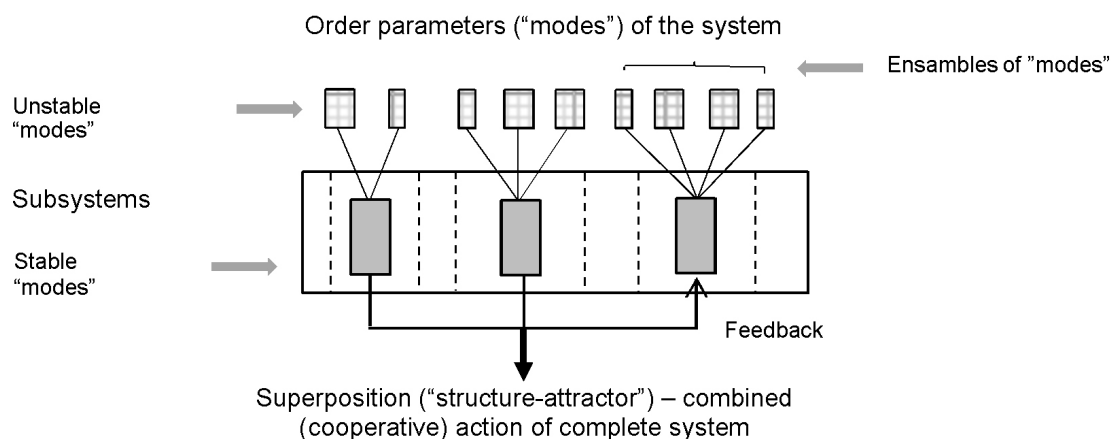 Order parameters (“modes”) of the system
Ensambles of ”modes”
Unstable
“modes”
Subsystems
Stable
“modes”
Feedback
Superposition (“structure-attractor”) – combined
(cooperative) action of complete system